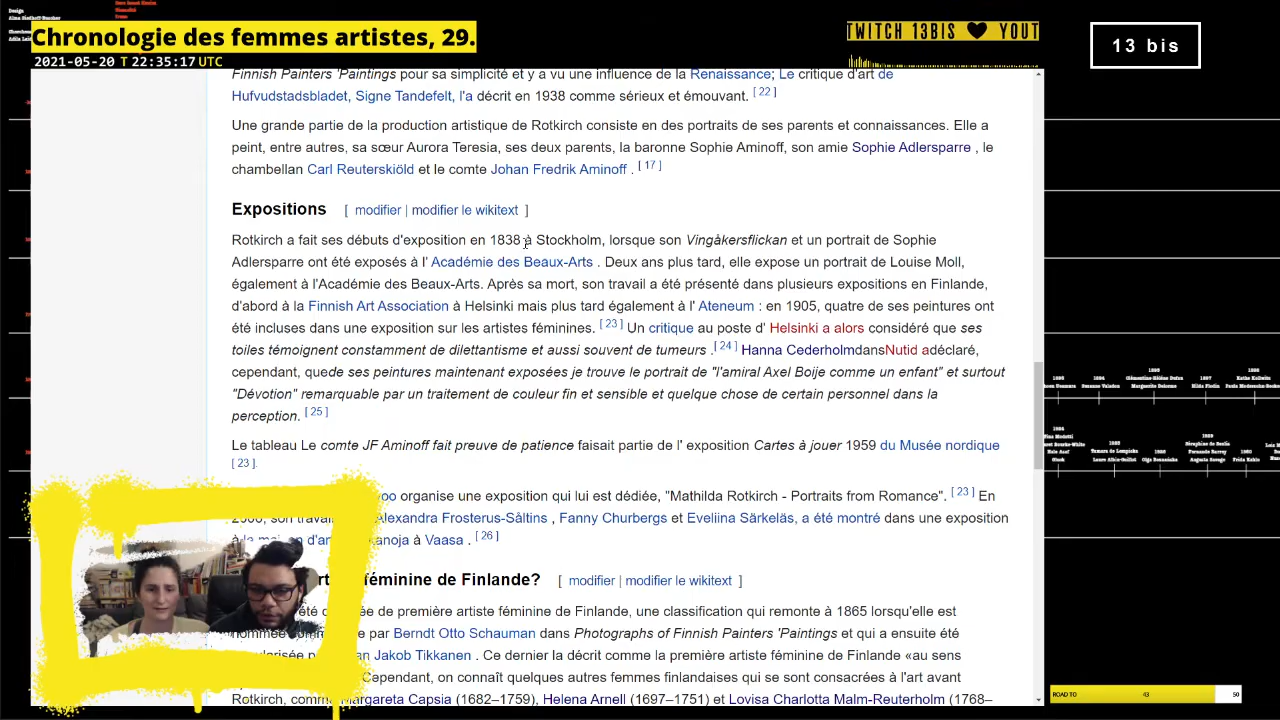 Design
Chronologie des femmes artistes, 29.
2021-05-20 T 22:35:17 UTC
TWITCH 13BIS ♥ YOUT
13 bis
Finnish Painters 'Paintings pour sa simplicité et y a vu une influence de la Renaissance; Le critique d'art de
Hufvudstadsbladet, Signe Tandefelt, l'a décrit en 1938 comme sérieux et émouvant. [ 22 ]
Une grande partie de la production artistique de Rotkirch consiste en des portraits de ses parents et connaissances. Elle a
peint, entre autres, sa sœur Aurora Teresia, ses deux parents, la baronne Sophie Aminoff, son amie Sophie Adlersparre , le
chambellan Carl Reuterskiöld et le comte Johan Fredrik Aminoff . [ 17 ]
Expositions [ modifier | modifier le wikitext ]
Rotkirch a fait ses débuts d'exposition en 1838 à Stockholm, lorsque son Vingåkersflickan et un portrait de Sophie
Adlersparre ont été exposés à l' Académie des Beaux-Arts . Deux ans plus tard, elle expose un portrait de Louise Moll,
également à l'Académie des Beaux-Arts. Après sa mort, son travail a été présenté dans plusieurs expositions en Finlande,
d'abord à la Finnish Art Association à Helsinki mais plus tard également à l' Ateneum : en 1905, quatre de ses peintures ont
été incluses dans une exposition sur les artistes féminines. [ 23 ] Un critique au poste d' Helsinki a alors considéré que ses
toiles témoignent constamment de dilettantisme et aussi souvent de tumeurs .[ 24 ] Hanna CederholmdansNutid adéclaré,
cependant, quede ses peintures maintenant exposées je trouve le portrait de "l'amiral Axel Boije comme un enfant" et surtout
"Dévotion" remarquable par un traitement de couleur fin et sensible et quelque chose de certain personnel dans la
perception. [ 25 ]
Le tableau Le comte JF Aminoff fait preuve de patience faisait partie de l' exposition Cartes à jouer 1959 du Musée nordique
[ 23 ].
organise une exposition qui lui est dédiée, "Mathilda Rotkirch - Portraits from Romance". [ 23 ] En
Alexandra Frosterus-Såltins , Fanny Churbergs et Eveliina Särkeläs, a été montré dans une exposition
à Vaasa . [ 26 ]
féminine de Finlande? [ modifier | modifier le wikitext ]
de première artiste féminine de Finlande, une classification qui remonte à 1865 lorsqu'elle est
par Berndt Otto Schauman dans Photographs of Finnish Painters 'Paintings et qui a ensuite été
Jakob Tikkanen . Ce dernier la décrit comme la première artiste féminine de Finlande «au sens
Cependant, on connaît quelques autres femmes finlandaises qui se sont consacrées à l'art avant
Rotkirch, comme Margareta Capsia (1682–1759), Helena Arnell (1697–1751) et Lovisa Charlotta Malm-Reuterholm (1768–
ROAD TO 43 50